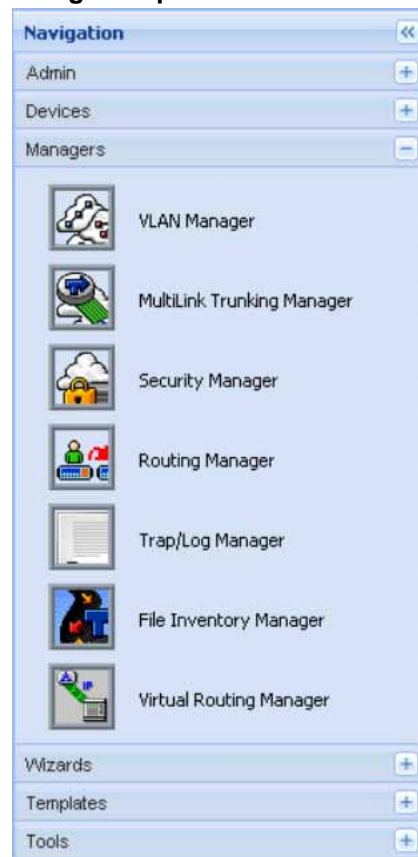 Navigation
Admin
Devices
Managers
VLAN Manager
MultiLink Trunking Manager
Security Manager
Routing Manager
Trap/Log Manager
File Inventory Manager
IP
Virtual Routing Manager
Wizards
Templates
Tools